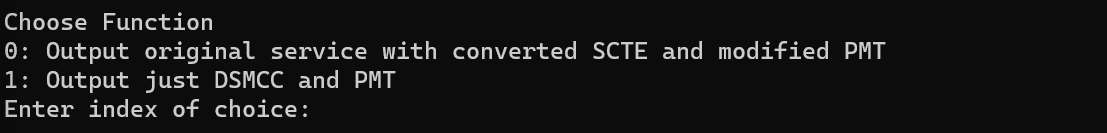 Choose Function
0: Output original service with converted SCTE and modified PMT
1: Output just DSMCC and PMT
Enter index of choice: